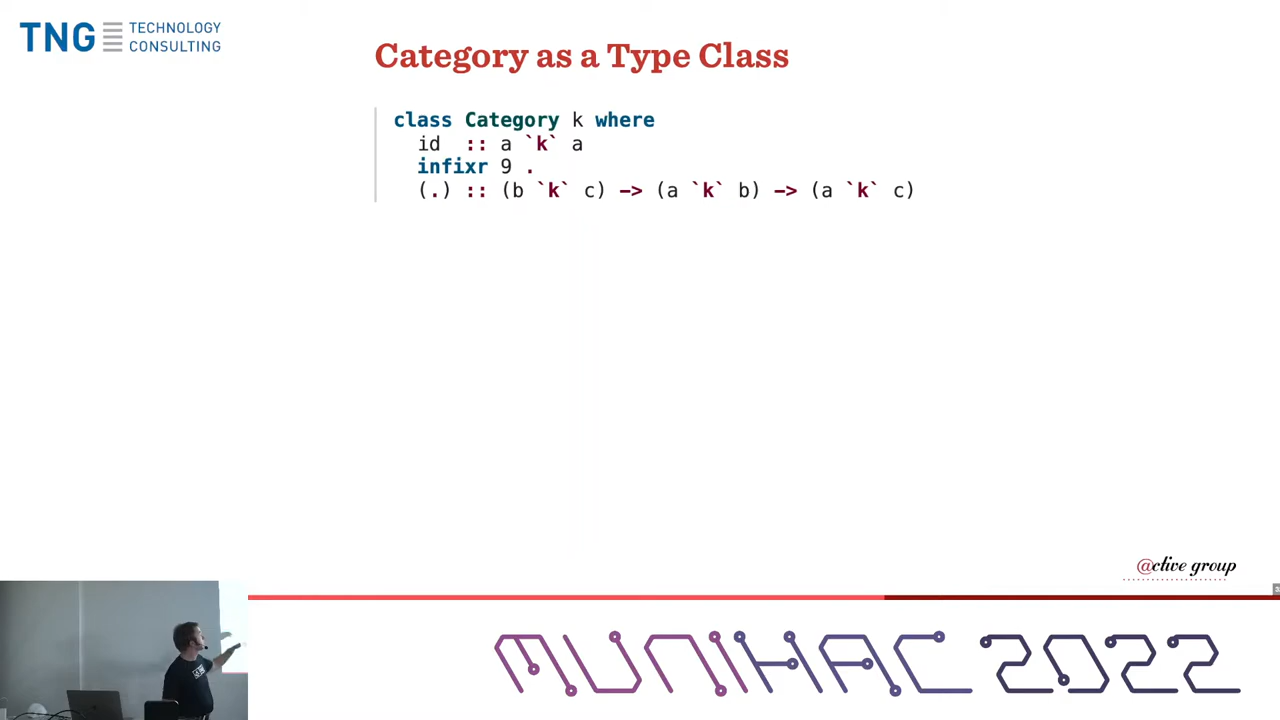 TNG TECHNOLOGY
CONSULTING
Category as a Type Class
class Category k where
  id  :: a `k` a
  infixr 9 .
  (.) :: (b `k` c) -> (a `k` b) -> (a `k` c)
@ctive group
MUNIHAC 2022